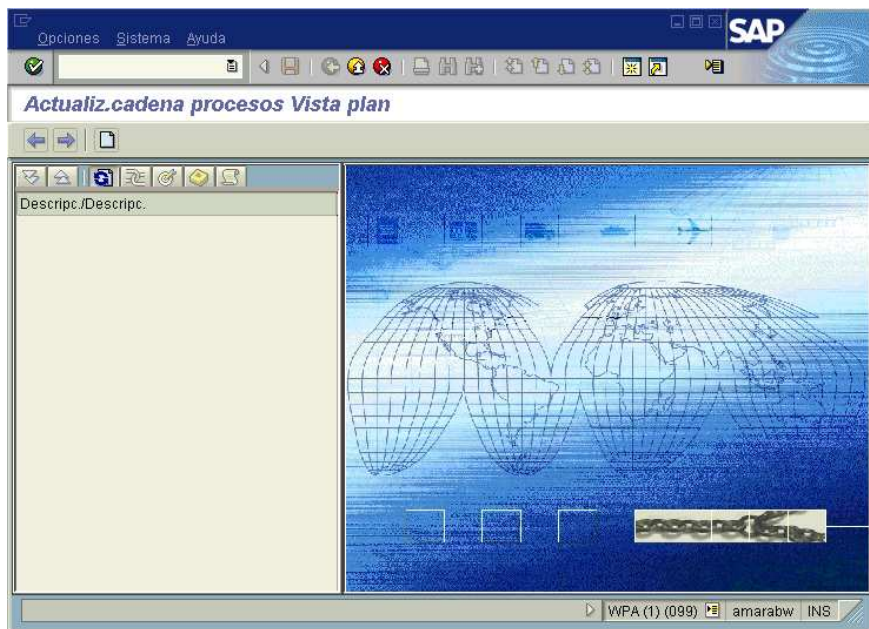 Opciones Sistema Ayuda
SAP
Actualiz.cadena procesos Vista plan
Descripc./Descripc.
WPA (1) (099) amarabw INS